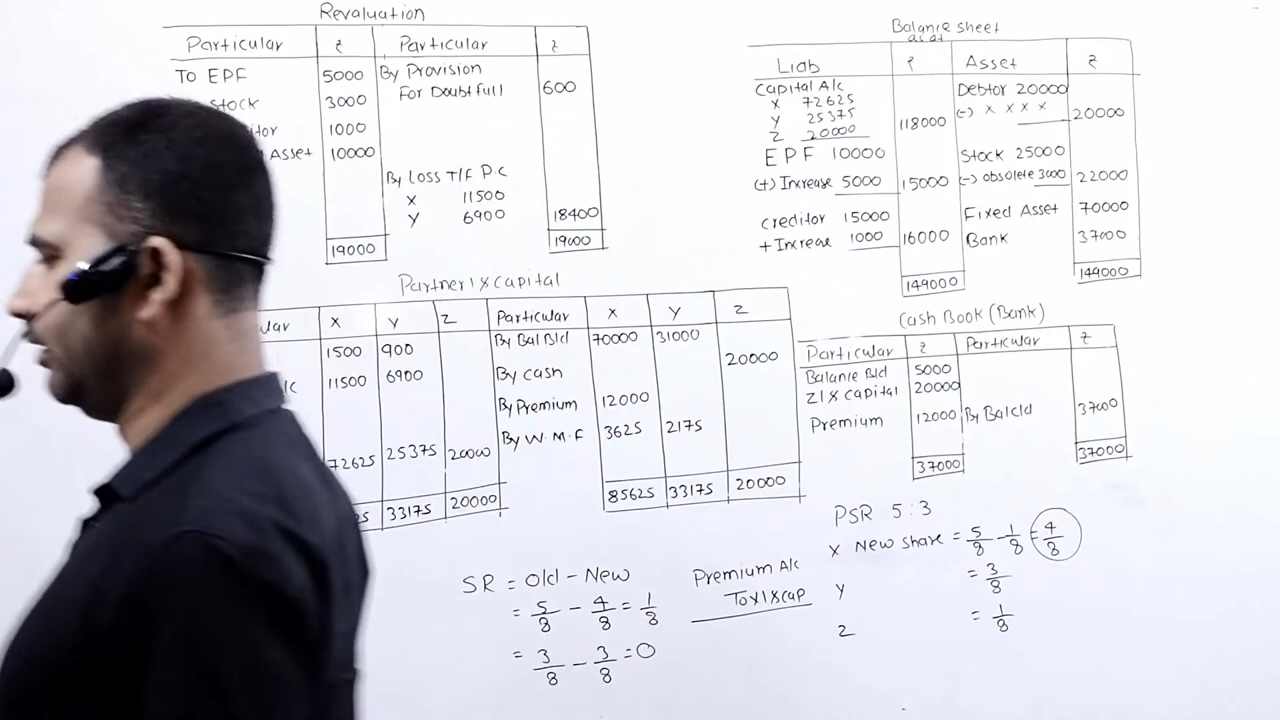 Revaluation
Particular ₹ Particular ₹
To EPF 5000 By Provision
For Doubtfull 600
stock 3000
itor 1000
Asset 10000
By Loss T/F P.C
X 11500
Y 6900 18400
19000 19000
Balance sheet
as at
Liab ₹ Asset ₹
Capital A/c Debtor 20000
X 72625 (-) x x x x 20000
Y 25375
Z 20000 118000
EPF 10000 Stock 25000
(+) Increase 5000 15000 (-) obsolete 3000 22000
creditor 15000 Fixed Asset 70000
+ Increase 1000 16000 Bank 37000
149000 149000
Partner's capital
ular X Y Z Particular X Y Z
1500 900 By Bal B/d 70000 31000
/c 11500 6900 By cash 20000
By Premium 12000
By W.M.F 3625 2175
72625 25375 20000
25 33175 20000 85625 33175 20000
Cash Book (Bank)
Particular ₹ Particular ₹
Balance B/d 5000
Z's capital 20000
Premium 12000 By Bal c/d 37000
37000 37000
PSR 5:3
X New share = 5/8 - 1/8 = 4/8
Y = 3/8
Z = 1/8
SR = Old - New
= 5/8 - 4/8 = 1/8
= 3/8 - 3/8 = 0
Premium A/c
To x's cap